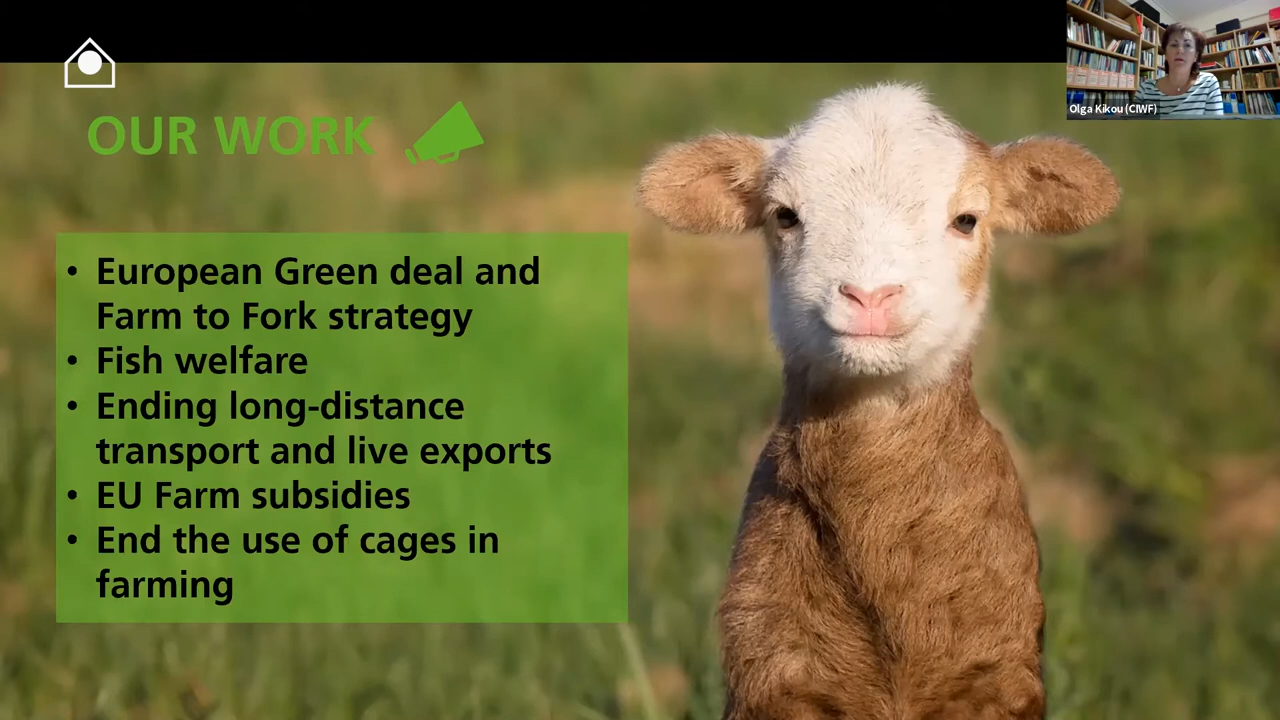 Olga Kikou (CIWF)
OUR WORK
• European Green deal and
Farm to Fork strategy
• Fish welfare
• Ending long-distance
transport and live exports
• EU Farm subsidies
• End the use of cages in
farming